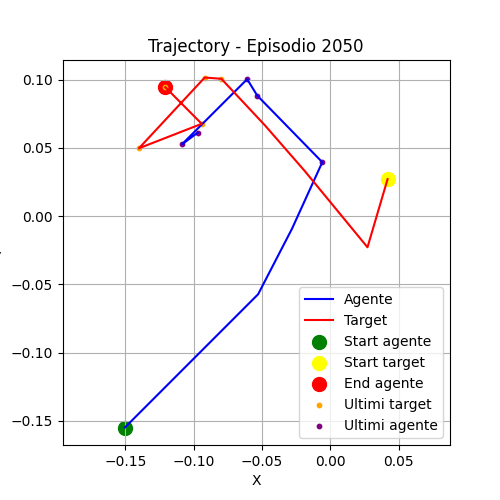 Trajectory - Episodio 2050
0.10
0.05
0.00
−0.05
−0.10
−0.15
−0.15
−0.10
−0.05
0.00
0.05
X
Agente
Target
Start agente
Start target
End agente
Ultimi target
Ultimi agente